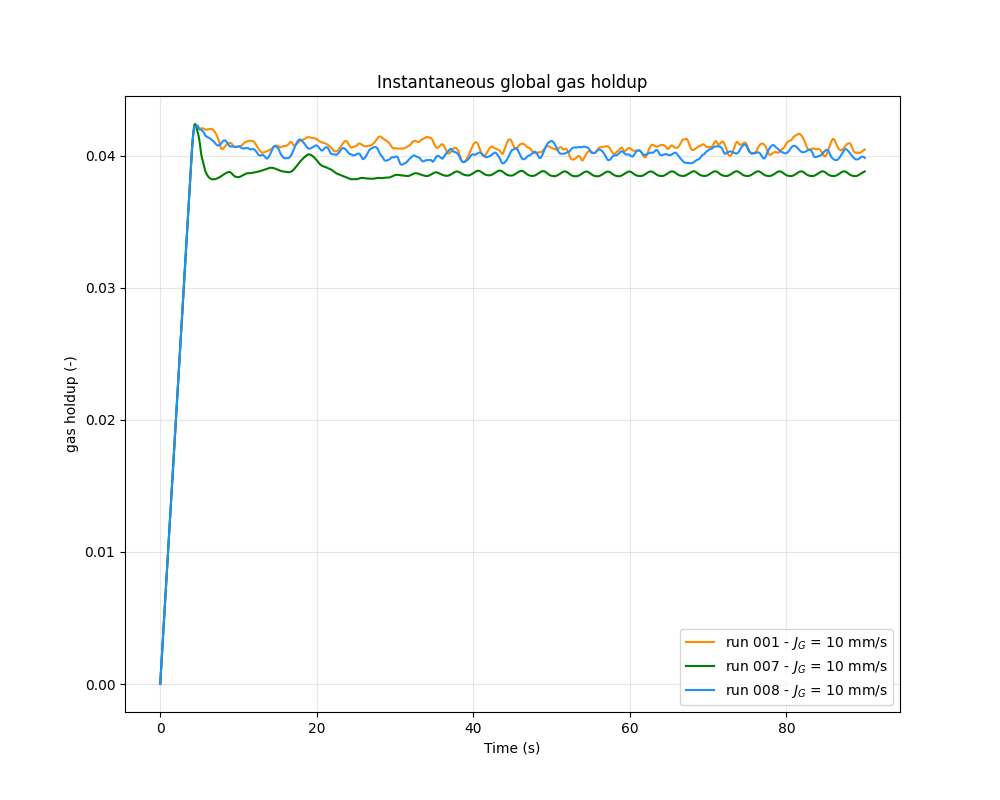 Instantaneous global gas holdup
gas holdup (-)
0.04
0.03
0.02
0.01
0.00
0 20 40 60 80
Time (s)
run 001 - J_G = 10 mm/s
run 007 - J_G = 10 mm/s
run 008 - J_G = 10 mm/s